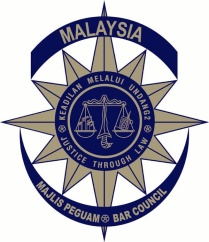 MALAYSIA
KEADILAN MELALUI UNDANG2
JUSTICE THROUGH LAW
MAJLIS PEGUAM BAR COUNCIL